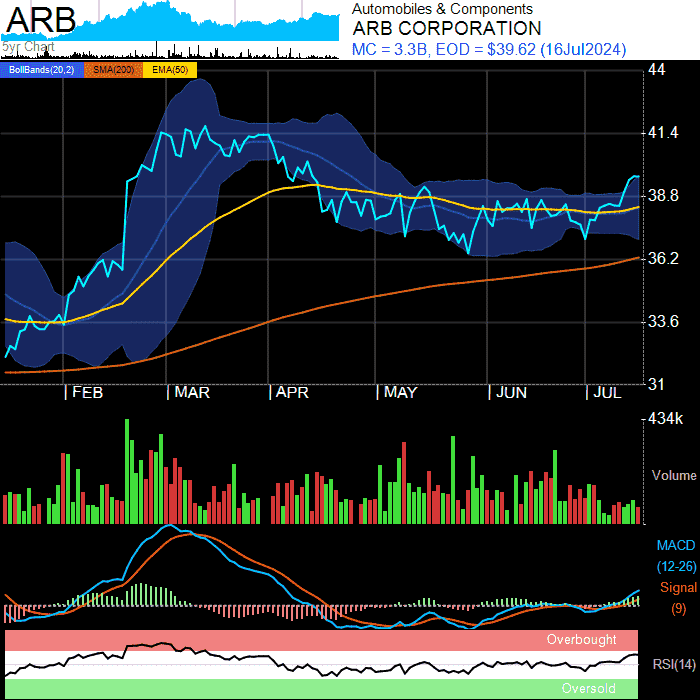 ARB
Automobiles & Components
ARB CORPORATION
5yr Chart
MC = 3.3B, EOD = $39.62 (16Jul2024)
BollBands(20,2) SMA(200) EMA(50)
44
41.4
38.8
36.2
33.6
31
FEB MAR APR MAY JUN JUL
434k
Volume
MACD
(12-26)
Signal
(9)
Overbought
RSI(14)
Oversold